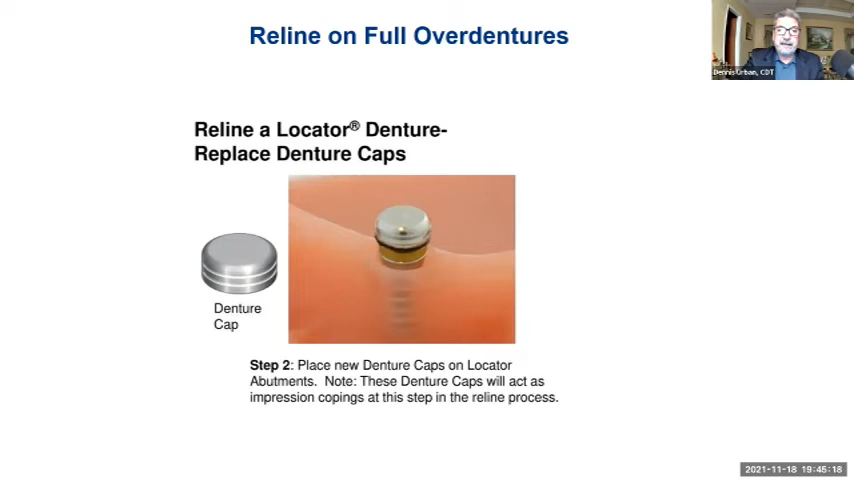 Reline on Full Overdentures
Dennis Urban, CDT
Reline a Locator® Denture-
Replace Denture Caps
Denture
Cap
Step 2: Place new Denture Caps on Locator
Abutments. Note: These Denture Caps will act as
impression copings at this step in the reline process.
2021-11-18 19:45:18